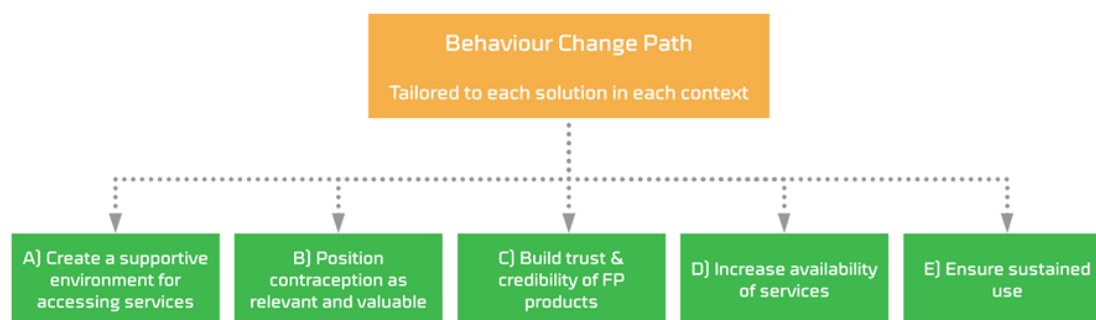 Behaviour Change Path
Tailored to each solution in each context
A) Create a supportive
environment for
accessing services
B) Position
contraception as
relevant and valuable
C) Build trust &
credibility of FP
products
D) Increase availability
of services
E) Ensure sustained
use